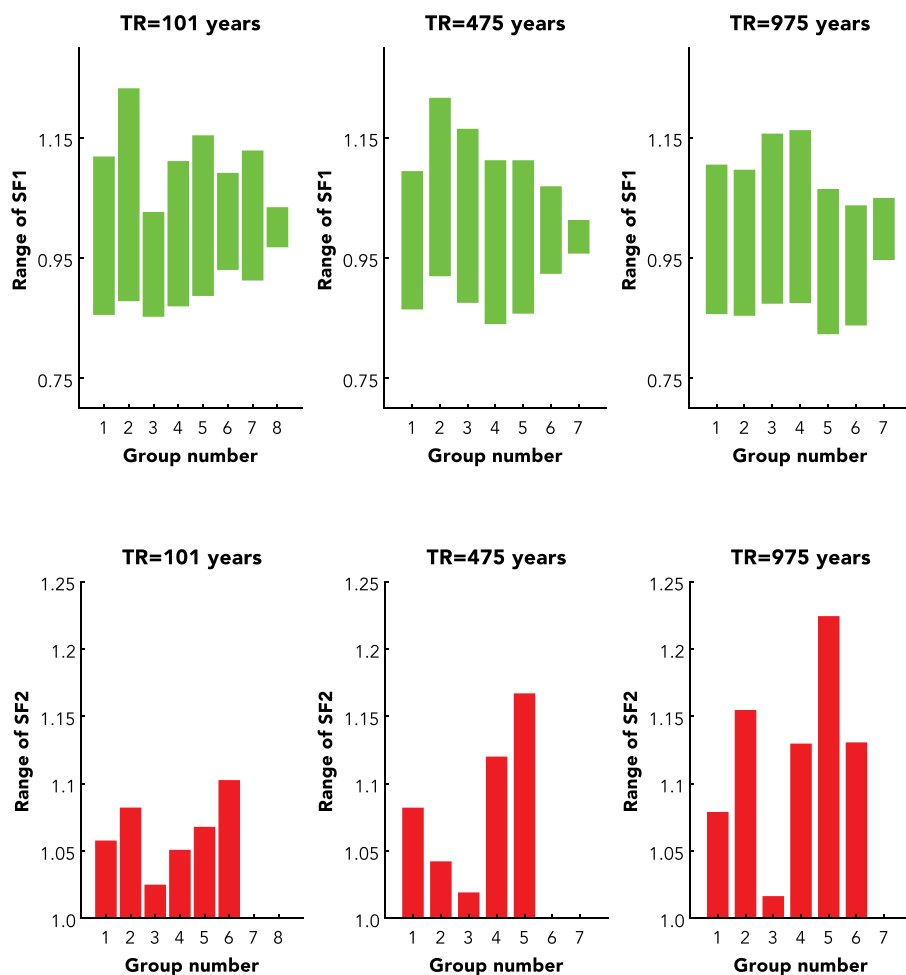 TR=101 years
TR=475 years
TR=975 years
Range of SF1
1.15
0.95
0.75
1 2 3 4 5 6 7 8
Group number
Range of SF1
1.15
0.95
0.75
1 2 3 4 5 6 7
Group number
Range of SF1
1.15
0.95
0.75
1 2 3 4 5 6 7
Group number
TR=101 years
TR=475 years
TR=975 years
Range of SF2
1.25
1.2
1.15
1.1
1.05
1.0
1 2 3 4 5 6 7 8
Group number
Range of SF2
1.25
1.2
1.15
1.1
1.05
1.0
1 2 3 4 5 6 7
Group number
Range of SF2
1.25
1.2
1.15
1.1
1.05
1.0
1 2 3 4 5 6 7
Group number